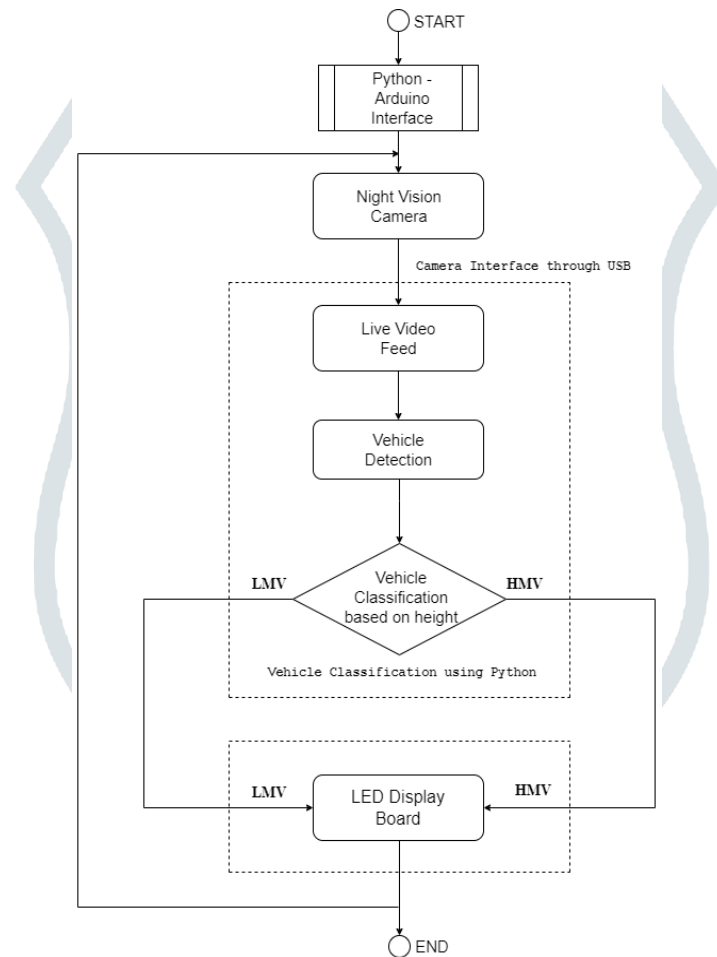 START
Python -
Arduino
Interface
Night Vision
Camera
Camera Interface through USB
Live Video
Feed
Vehicle
Detection
LMV
HMV
Vehicle
Classification
based on height
Vehicle Classification using Python
LMV
HMV
LED Display
Board
END